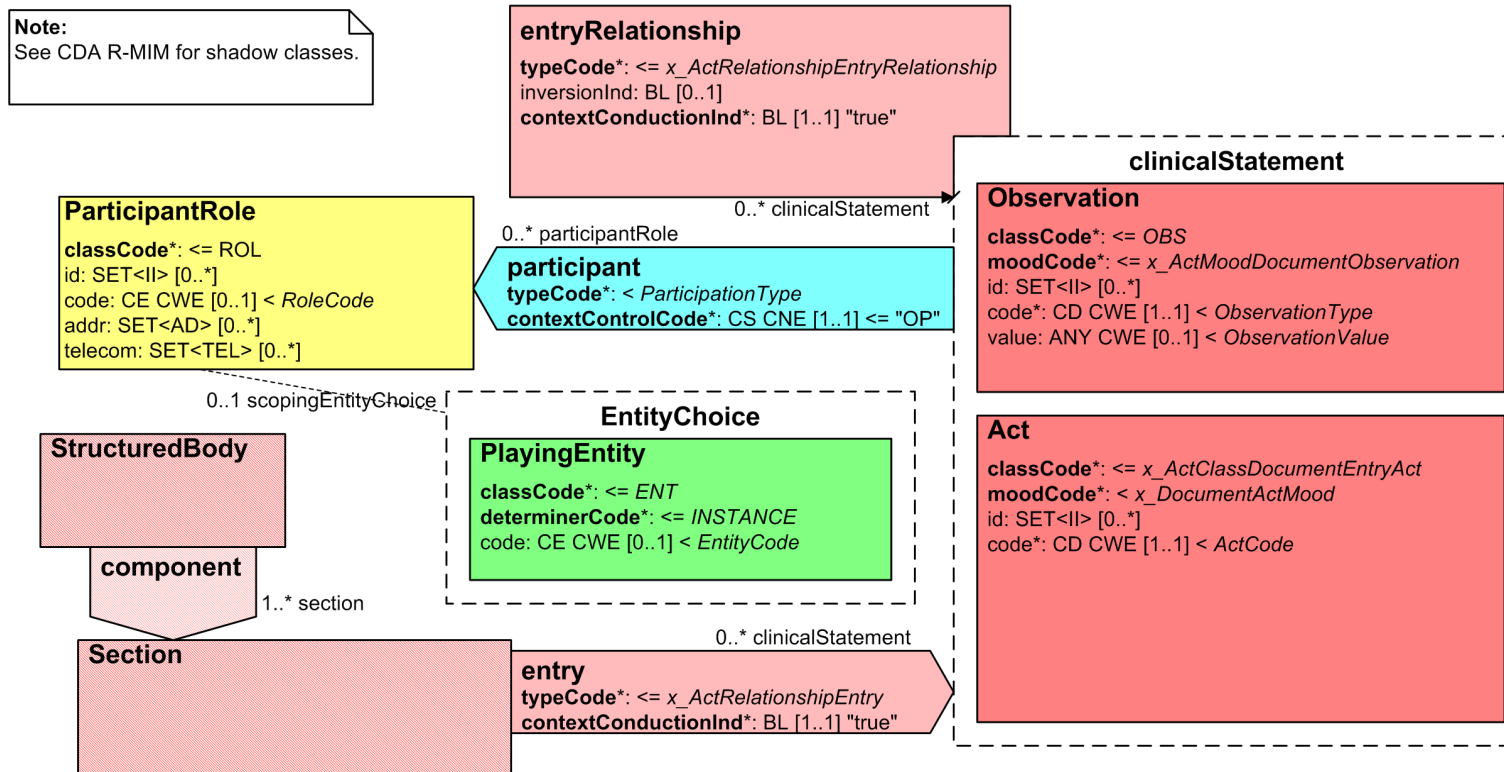 Note:
See CDA R-MIM for shadow classes.
entryRelationship
typeCode*: <= x_ActRelationshipEntryRelationship
inversionInd: BL [0..1]
contextConductionInd*: BL [1..1] "true"
0..* clinicalStatement
clinicalStatement
Observation
classCode*: <= OBS
moodCode*: <= x_ActMoodDocumentObservation
id: SET<II> [0..*]
code*: CD CWE [1..1] < ObservationType
value: ANY CWE [0..1] < ObservationValue
ParticipantRole
classCode*: <= ROL
id: SET<II> [0..*]
code: CE CWE [0..1] < RoleCode
addr: SET<AD> [0..*]
telecom: SET<TEL> [0..*]
0..* participantRole
participant
typeCode*: < ParticipationType
contextControlCode*: CS CNE [1..1] <= "OP"
0..1 scopingEntityChoice
EntityChoice
PlayingEntity
classCode*: <= ENT
determinerCode*: <= INSTANCE
code: CE CWE [0..1] < EntityCode
Act
classCode*: <= x_ActClassDocumentEntryAct
moodCode*: < x_DocumentActMood
id: SET<II> [0..*]
code*: CD CWE [1..1] < ActCode
StructuredBody
component
1..* section
Section
0..* clinicalStatement
entry
typeCode*: <= x_ActRelationshipEntry
contextConductionInd*: BL [1..1] "true"